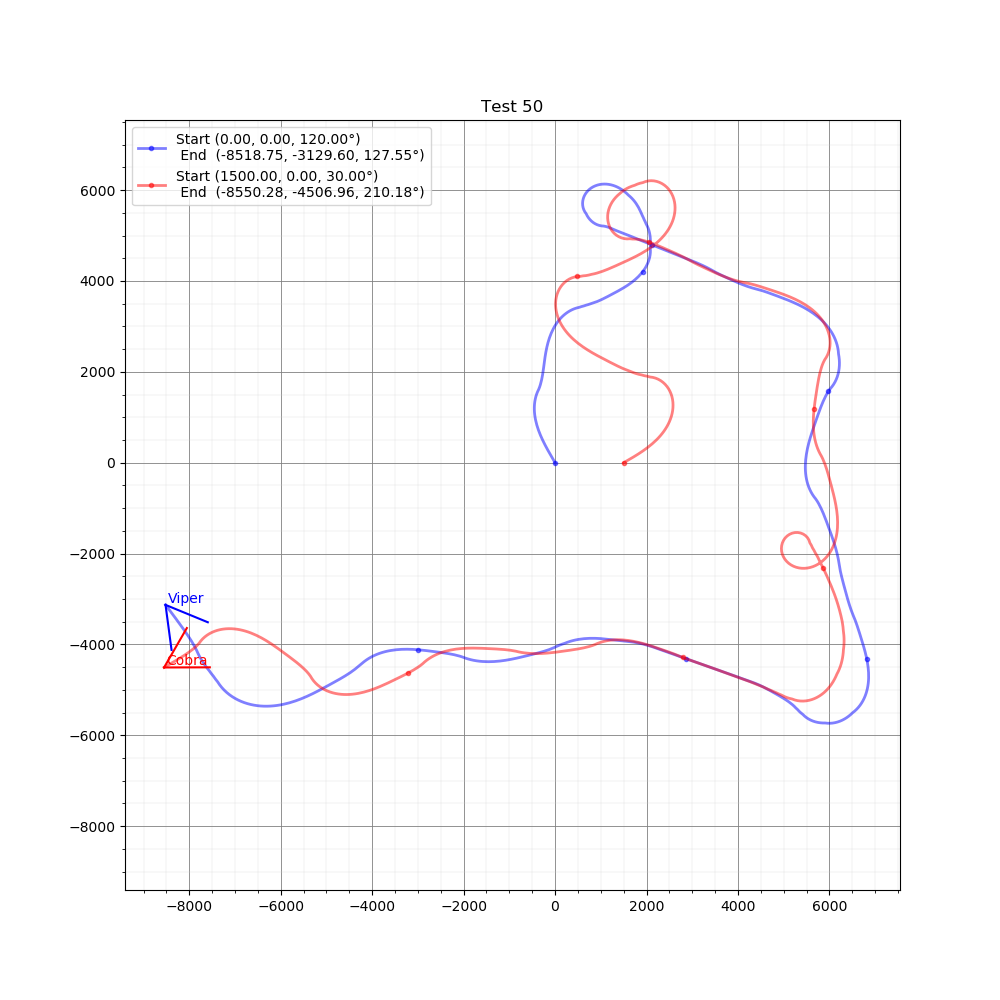 Test 50
Start (0.00, 0.00, 120.00°)
End (-8518.75, -3129.60, 127.55°)
Start (1500.00, 0.00, 30.00°)
End (-8550.28, -4506.96, 210.18°)
6000
4000
2000
0
−2000
−4000
−6000
−8000
Viper
Cobra
−8000 −6000 −4000 −2000 0 2000 4000 6000